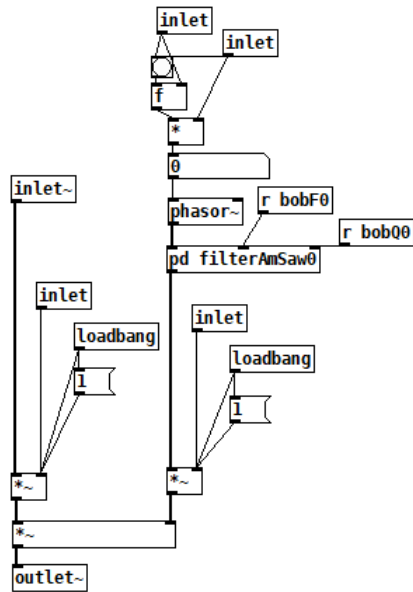 inlet
inlet
f
*
0
inlet~
phasor~
r bobF0
r bobQ0
pd filterAmSaw0
inlet
inlet
loadbang
loadbang
1
1
*~
*~
*~
outlet~